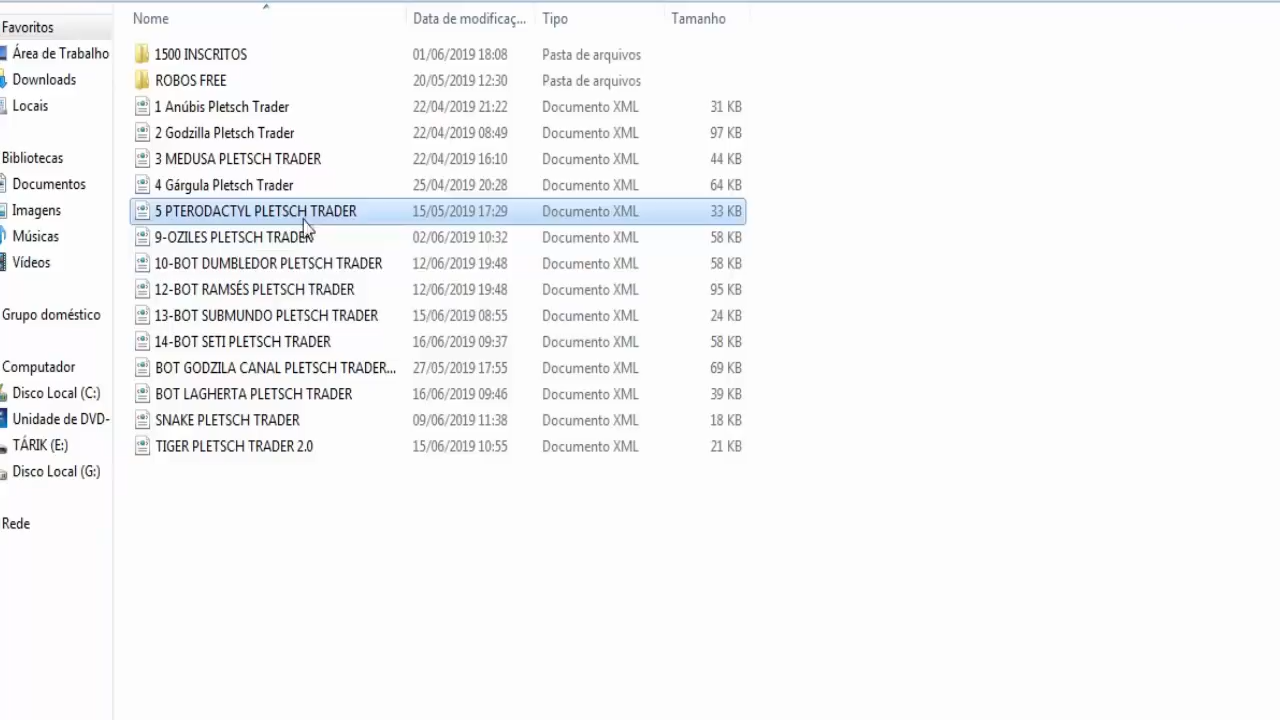 Nome Data de modificaç... Tipo Tamanho
Favoritos
Área de Trabalho
Downloads
Locais
Bibliotecas
Documentos
Imagens
Músicas
Vídeos
Grupo doméstico
Computador
Disco Local (C:)
Unidade de DVD-
TÁRIK (E:)
Disco Local (G:)
Rede
1500 INSCRITOS 01/06/2019 18:08 Pasta de arquivos
ROBOS FREE 20/05/2019 12:30 Pasta de arquivos
1 Anúbis Pletsch Trader 22/04/2019 21:22 Documento XML 31 KB
2 Godzilla Pletsch Trader 22/04/2019 08:49 Documento XML 97 KB
3 MEDUSA PLETSCH TRADER 22/04/2019 16:10 Documento XML 44 KB
4 Gárgula Pletsch Trader 25/04/2019 20:28 Documento XML 64 KB
5 PTERODACTYL PLETSCH TRADER 15/05/2019 17:29 Documento XML 33 KB
9-OZILES PLETSCH TRADER 02/06/2019 10:32 Documento XML 58 KB
10-BOT DUMBLEDOR PLETSCH TRADER 12/06/2019 19:48 Documento XML 58 KB
12-BOT RAMSÉS PLETSCH TRADER 12/06/2019 19:48 Documento XML 95 KB
13-BOT SUBMUNDO PLETSCH TRADER 15/06/2019 08:55 Documento XML 24 KB
14-BOT SETI PLETSCH TRADER 16/06/2019 09:37 Documento XML 58 KB
BOT GODZILA CANAL PLETSCH TRADER... 27/05/2019 17:55 Documento XML 69 KB
BOT LAGHERTA PLETSCH TRADER 16/06/2019 09:46 Documento XML 39 KB
SNAKE PLETSCH TRADER 09/06/2019 11:38 Documento XML 18 KB
TIGER PLETSCH TRADER 2.0 15/06/2019 10:55 Documento XML 21 KB